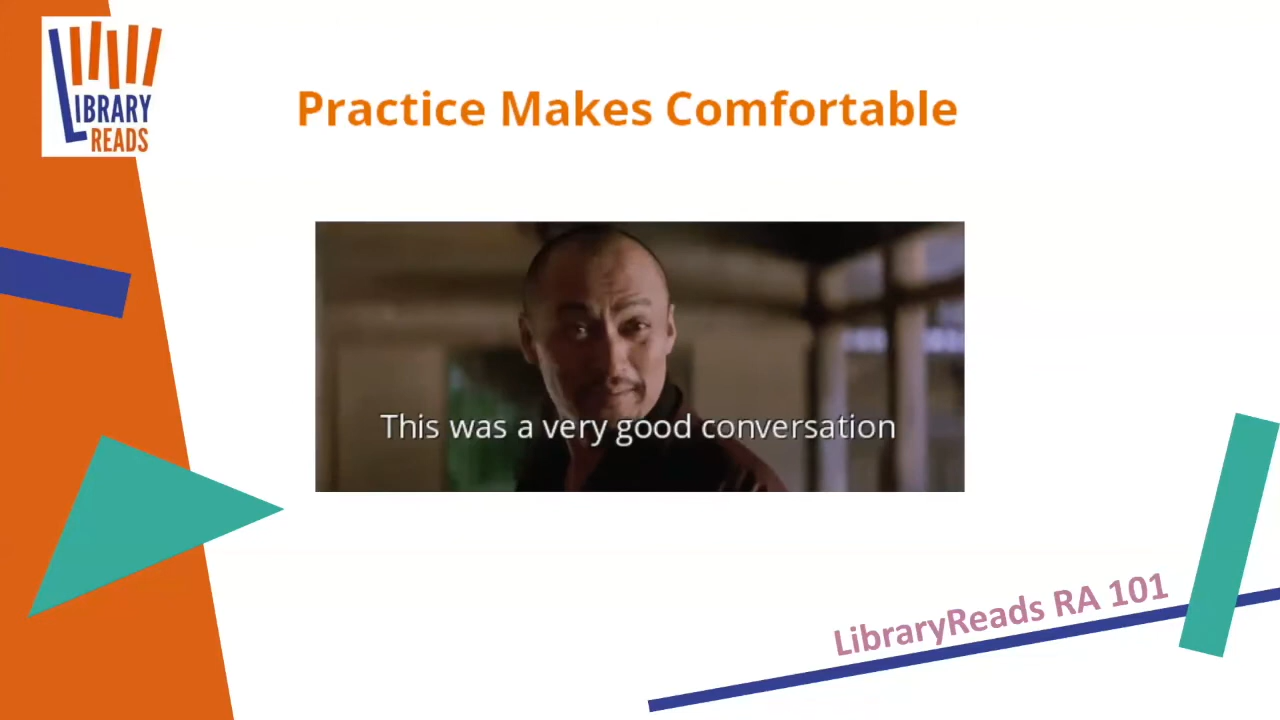 LIBRARY
READS
Practice Makes Comfortable
This was a very good conversation
LibraryReads RA 101